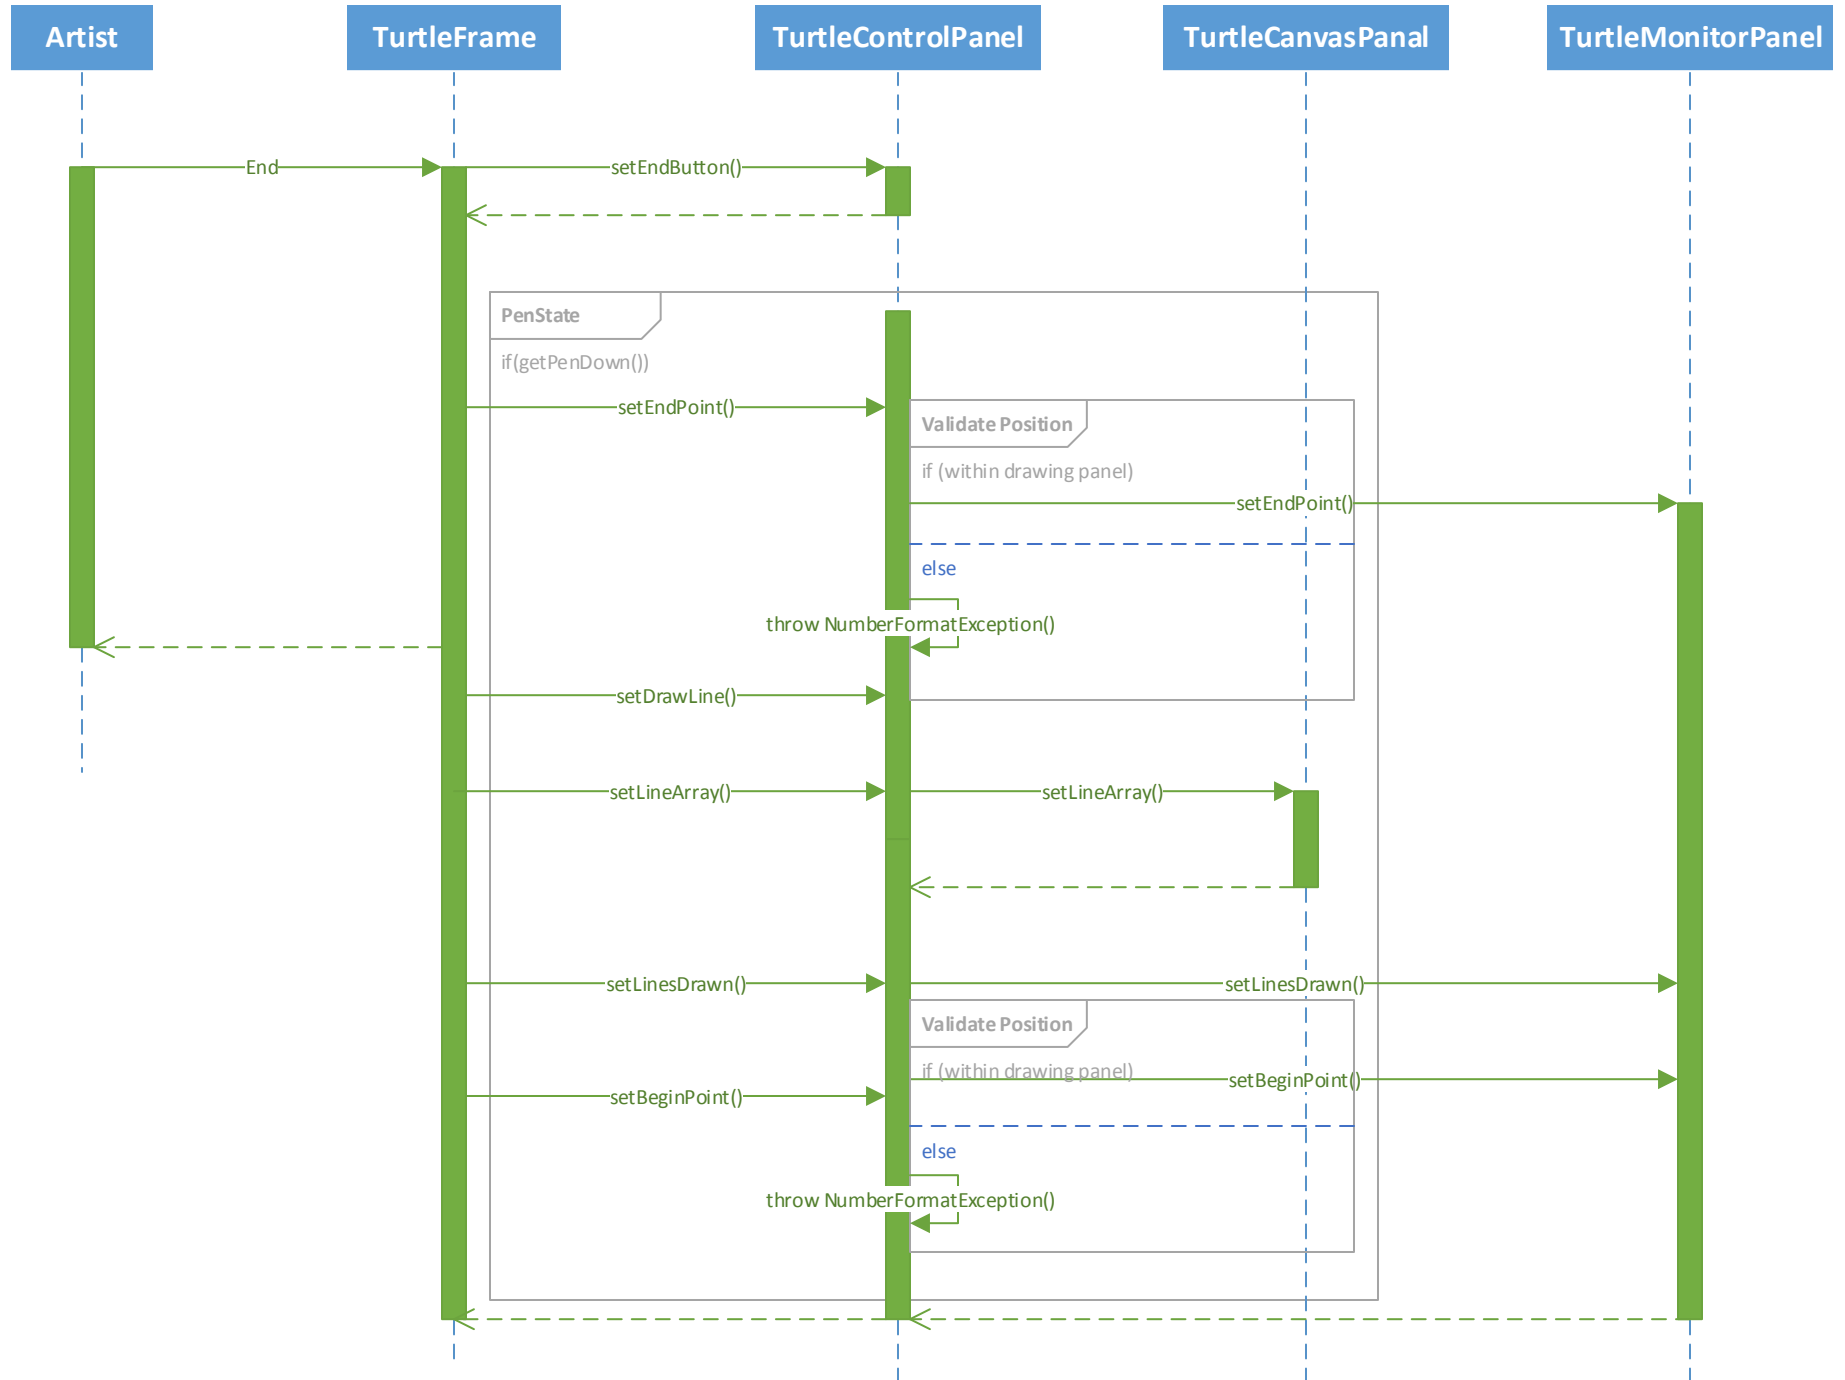 Artist
TurtleFrame
TurtleControlPanel
TurtleCanvasPanal
TurtleMonitorPanel
End
setEndButton()
PenState
if(getPenDown())
setEndPoint()
Validate Position
if (within drawing panel)
setEndPoint()
else
throw NumberFormatException()
setDrawLine()
setLineArray()
setLineArray()
setLinesDrawn()
setLinesDrawn()
Validate Position
if (within drawing panel)
setBeginPoint()
setBeginPoint()
else
throw NumberFormatException()